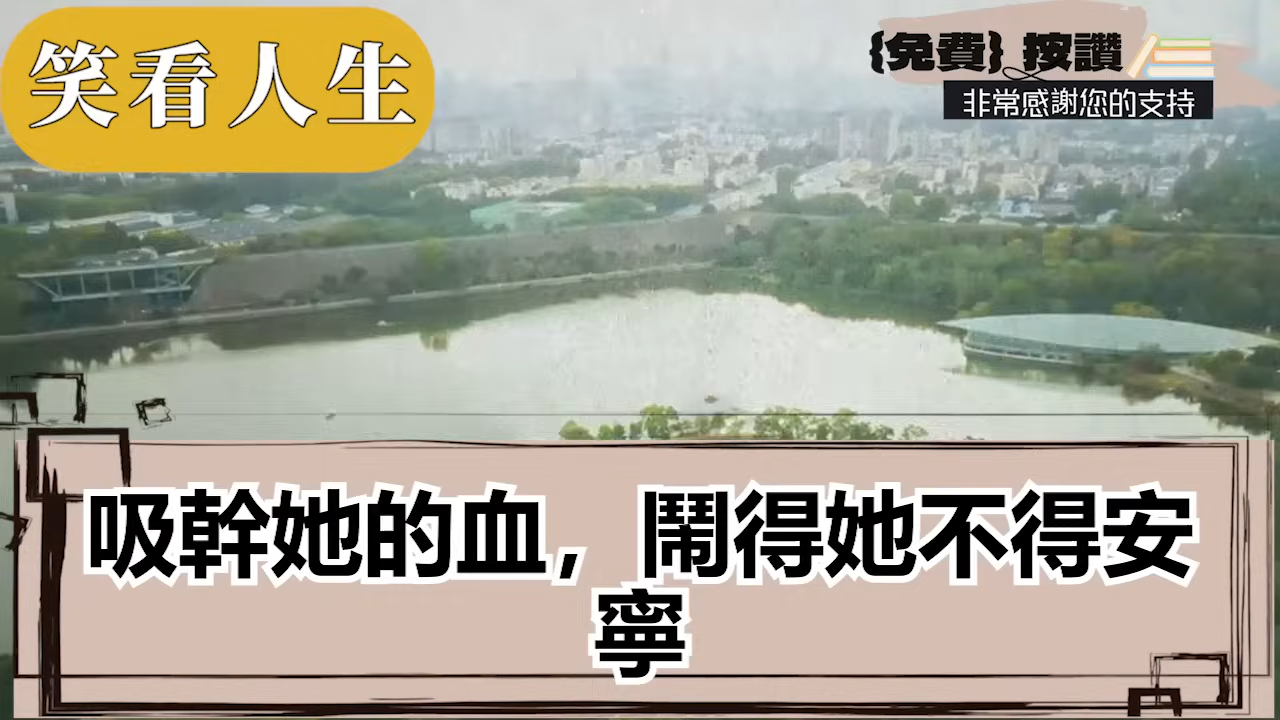 笑看人生
{免費} 按讚
非常感謝您的支持
吸幹她的血，鬧得她不得安
寧